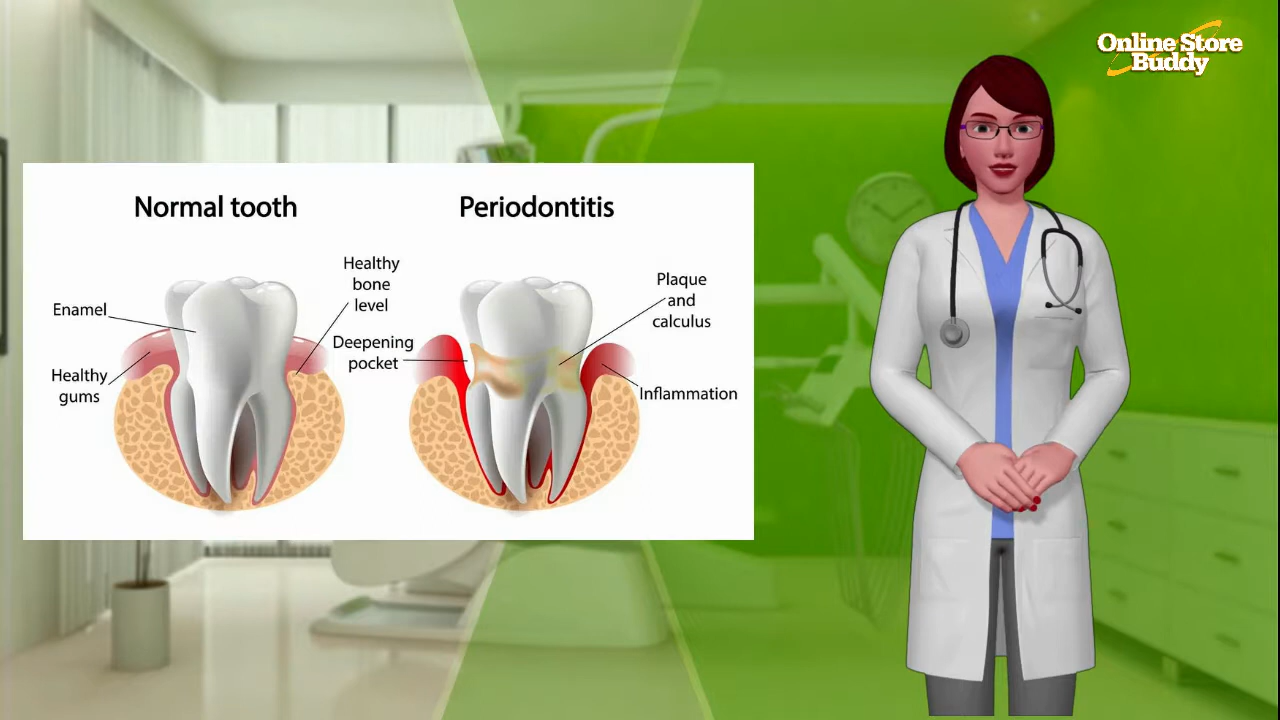 Online Store
Buddy
Normal tooth
Periodontitis
Enamel
Healthy
gums
Healthy
bone
level
Deepening
pocket
Plaque
and
calculus
Inflammation